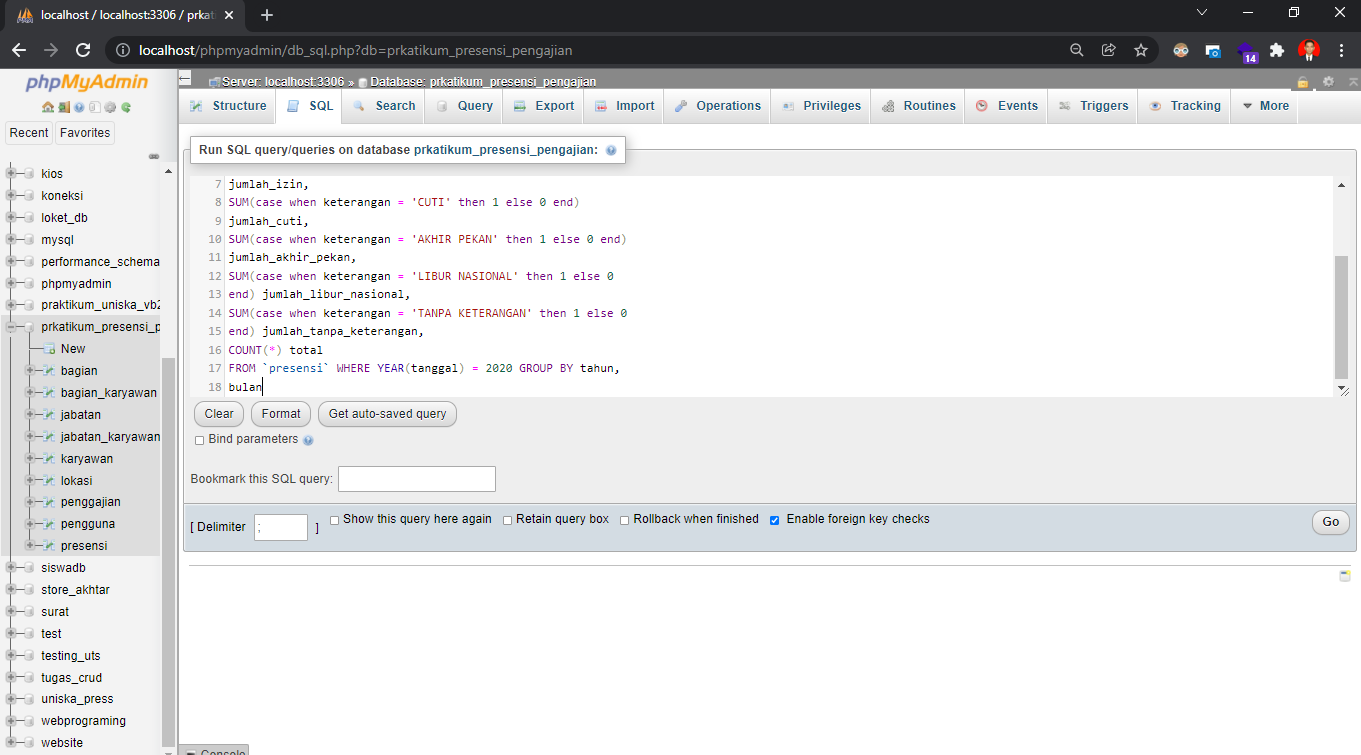 localhost / localhost:3306 / prkat
localhost/phpmyadmin/db_sql.php?db=prkatikum_presensi_pengajian
14
phpMyAdmin
Recent
Favorites
kios
koneksi
loket_db
mysql
performance_schema
phpmyadmin
praktikum_uniska_vb2
prkatikum_presensi_p
New
bagian
bagian_karyawan
jabatan
jabatan_karyawan
karyawan
lokasi
penggajian
pengguna
presensi
siswadb
store_akhtar
surat
test
testing_uts
tugas_crud
uniska_press
webprograming
website
Server: localhost:3306 » Database: prkatikum_presensi_pengajian
Structure SQL Search Query Export Import Operations Privileges Routines Events Triggers Tracking More
Run SQL query/queries on database prkatikum_presensi_pengajian:
7 jumlah_izin,
8 SUM(case when keterangan = 'CUTI' then 1 else 0 end)
9 jumlah_cuti,
10 SUM(case when keterangan = 'AKHIR PEKAN' then 1 else 0 end)
11 jumlah_akhir_pekan,
12 SUM(case when keterangan = 'LIBUR NASIONAL' then 1 else 0
13 end) jumlah_libur_nasional,
14 SUM(case when keterangan = 'TANPA KETERANGAN' then 1 else 0
15 end) jumlah_tanpa_keterangan,
16 COUNT(*) total
17 FROM `presensi` WHERE YEAR(tanggal) = 2020 GROUP BY tahun,
18 bulan
Clear Format Get auto-saved query
Bind parameters
Bookmark this SQL query:
[ Delimiter ; ] Show this query here again Retain query box Rollback when finished Enable foreign key checks Go
Console